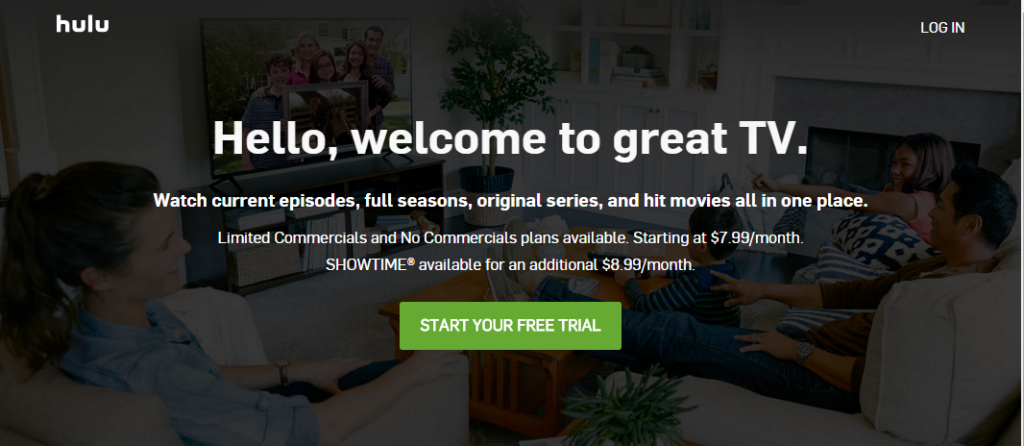 hulu
LOG IN
Hello, welcome to great TV.
Watch current episodes, full seasons, original series, and hit movies all in one place.
Limited Commercials and No Commercials plans available. Starting at $7.99/month.
SHOWTIME® available for an additional $8.99/month.
START YOUR FREE TRIAL